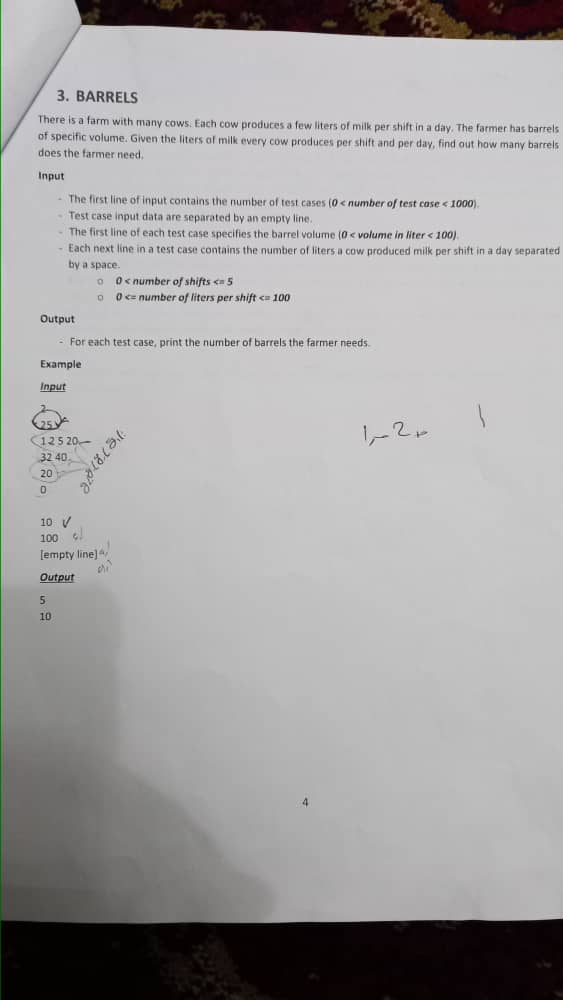 3. BARRELS
There is a farm with many cows. Each cow produces a few liters of milk per shift in a day. The farmer has barrels
of specific volume. Given the liters of milk every cow produces per shift and per day, find out how many barrels
does the farmer need.
Input
- The first line of input contains the number of test cases (0 < number of test case < 1000).
- Test case input data are separated by an empty line.
- The first line of each test case specifies the barrel volume (0 < volume in liter < 100).
- Each next line in a test case contains the number of liters a cow produced milk per shift in a day separated
by a space.
o 0 < number of shifts <= 5
o 0 <= number of liters per shift <= 100
Output
- For each test case, print the number of barrels the farmer needs.
Example
Input
2
25
1 2 5 20
32 40
20
0
10
100
[empty line]
Output
5
10
4